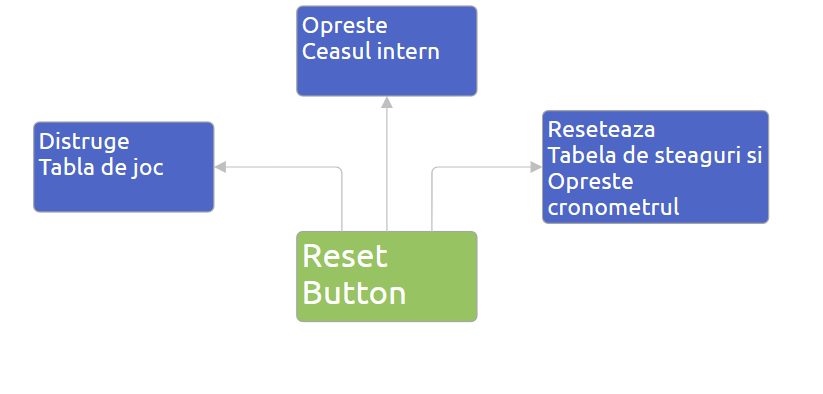 Opreste
Ceasul intern
Distruge
Tabla de joc
Reseteaza
Tabela de steaguri si
Opreste
cronometrul
Reset
Button